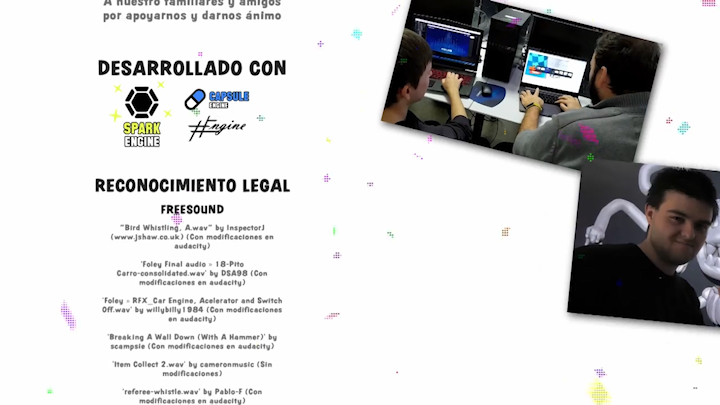 A nuestro familiares y amigos
por apoyarnos y darnos ánimo
DESARROLLADO CON
SPARK
ENGINE
CAPSULE
ENGINE
#Engine
RECONOCIMIENTO LEGAL
FREESOUND
"Bird Whistling, A.wav" by InspectorJ
(www.jshaw.co.uk) (Con modificaciones en
audacity)
'Foley Final audio » 18-Pito
Carro-consolidated.wav' by DSA98 (Con
modificaciones en audacity)
'Foley » RFX_Car Engine, Acelerator and Switch
Off.wav' by willybilly1984 (Con modificaciones
en audacity)
'Breaking A Wall Down (With A Hammer)' by
scampsie (Con modificaciones en audacity)
'Item Collect 2.wav' by cameronmusic (Sin
modificaciones)
'referee-whistle.wav' by Pablo-F (Con
modificaciones en audacity)